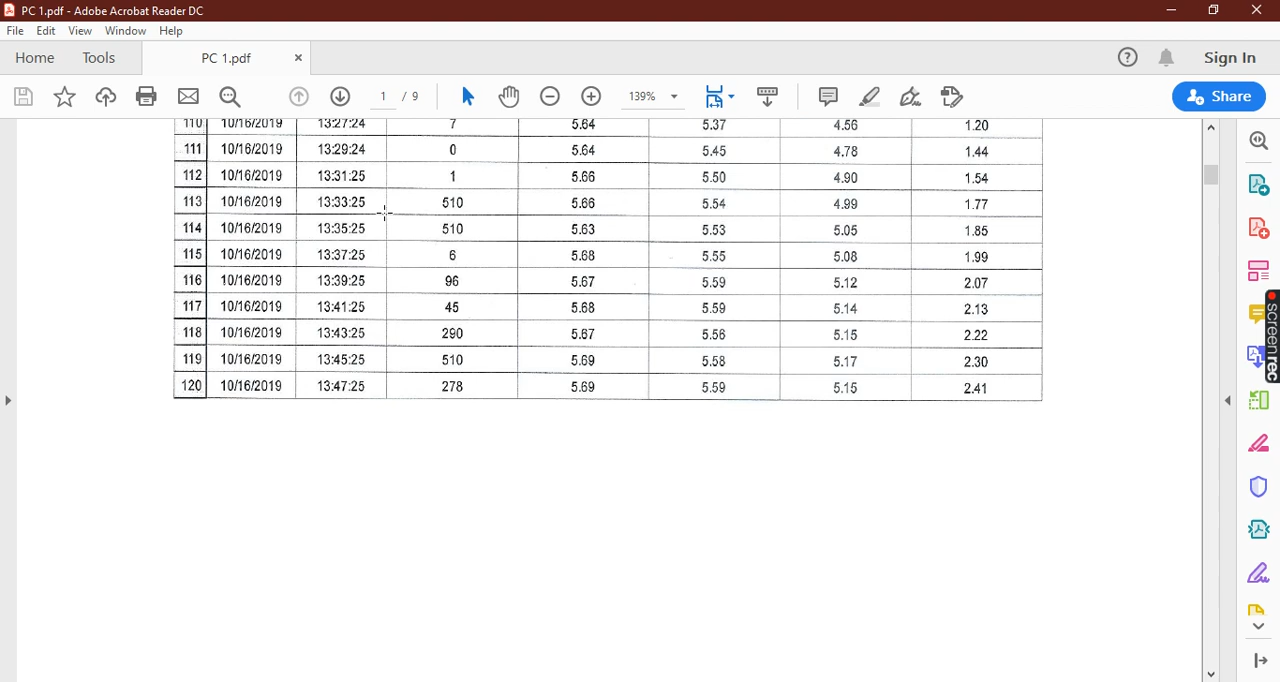 PC 1.pdf - Adobe Acrobat Reader DC
File Edit View Window Help
Home Tools PC 1.pdf × Sign In
1 / 9 139% Share
110 10/16/2019 13:27:24 7 5.64 5.37 4.56 1.20
111 10/16/2019 13:29:24 0 5.64 5.45 4.78 1.44
112 10/16/2019 13:31:25 1 5.66 5.50 4.90 1.54
113 10/16/2019 13:33:25 510 5.66 5.54 4.99 1.77
114 10/16/2019 13:35:25 510 5.63 5.53 5.05 1.85
115 10/16/2019 13:37:25 6 5.68 5.55 5.08 1.99
116 10/16/2019 13:39:25 96 5.67 5.59 5.12 2.07
117 10/16/2019 13:41:25 45 5.68 5.59 5.14 2.13
118 10/16/2019 13:43:25 290 5.67 5.56 5.15 2.22
119 10/16/2019 13:45:25 510 5.69 5.58 5.17 2.30
120 10/16/2019 13:47:25 278 5.69 5.59 5.15 2.41
screenrec